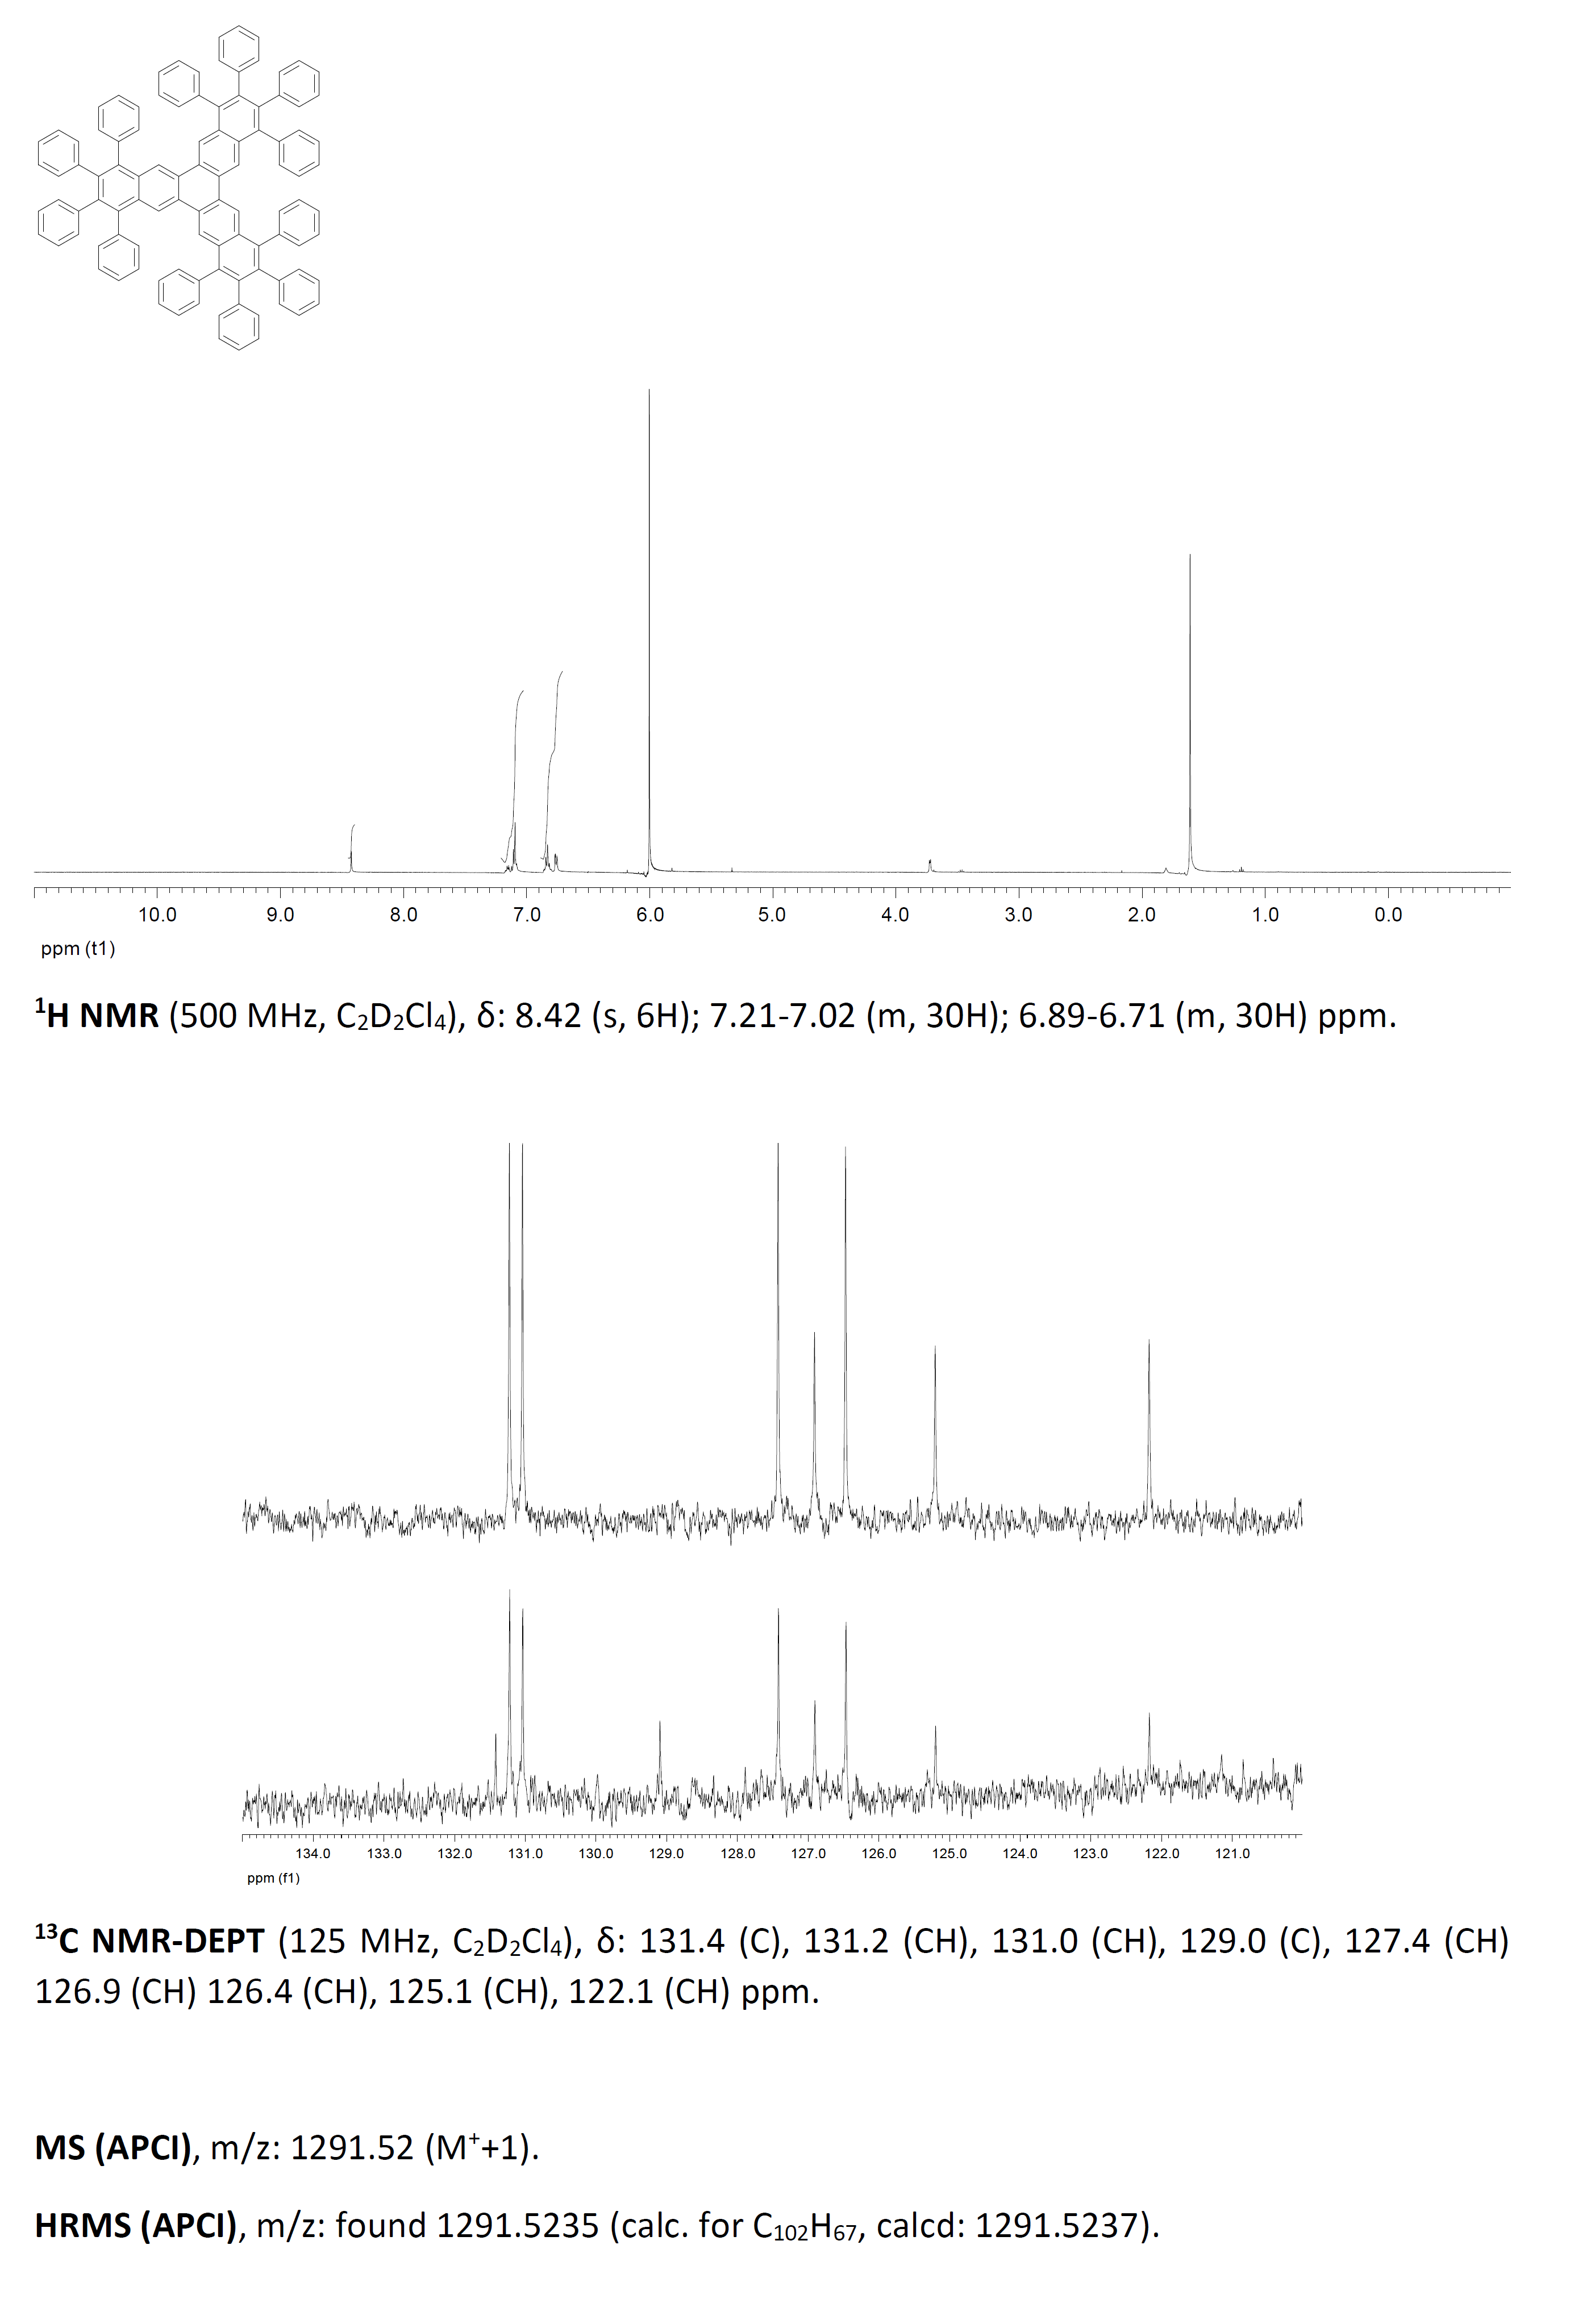 10.0 9.0 8.0 7.0 6.0 5.0 4.0 3.0 2.0 1.0 0.0
ppm (t1)
¹H NMR (500 MHz, C₂D₂Cl₄), δ: 8.42 (s, 6H); 7.21-7.02 (m, 30H); 6.89-6.71 (m, 30H) ppm.
134.0 133.0 132.0 131.0 130.0 129.0 128.0 127.0 126.0 125.0 124.0 123.0 122.0 121.0
ppm (f1)
¹³C NMR-DEPT (125 MHz, C₂D₂Cl₄), δ: 131.4 (C), 131.2 (CH), 131.0 (CH), 129.0 (C), 127.4 (CH)
126.9 (CH) 126.4 (CH), 125.1 (CH), 122.1 (CH) ppm.
MS (APCI), m/z: 1291.52 (M⁺+1).
HRMS (APCI), m/z: found 1291.5235 (calc. for C₁₀₂H₆₇, calcd: 1291.5237).